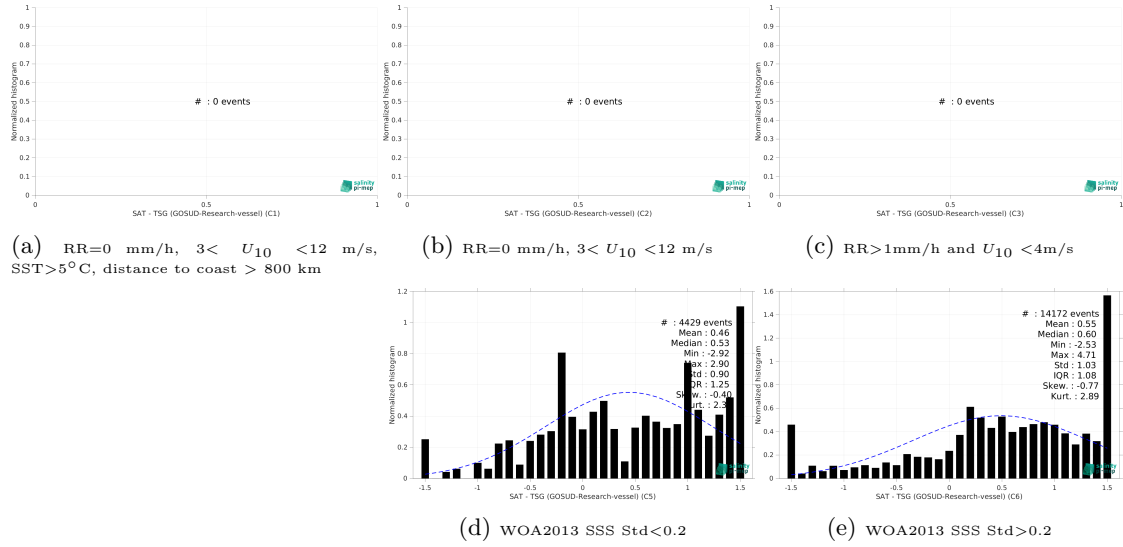 1
0.9
0.8
0.7
0.6
0.5
0.4
0.3
0.2
0.1
0
Normalized histogram
# : 0 events
0 0.5 1
SAT - TSG (GOSUD-Research-vessel) (C1)
salinity
pi-mep
(a) RR=0 mm/h, 3< U10 <12 m/s,
SST>5°C, distance to coast > 800 km
1
0.9
0.8
0.7
0.6
0.5
0.4
0.3
0.2
0.1
0
Normalized histogram
# : 0 events
0 0.5 1
SAT - TSG (GOSUD-Research-vessel) (C2)
salinity
pi-mep
(b) RR=0 mm/h, 3< U10 <12 m/s
1
0.9
0.8
0.7
0.6
0.5
0.4
0.3
0.2
0.1
0
Normalized histogram
# : 0 events
0 0.5 1
SAT - TSG (GOSUD-Research-vessel) (C3)
salinity
pi-mep
(c) RR>1mm/h and U10 <4m/s
1.2
1
0.8
0.6
0.4
0.2
0
Normalized histogram
# : 4429 events
Mean : 0.46
Median : 0.53
Min : -2.92
Max : 2.90
Std : 0.90
IQR : 1.25
Skew. : -0.40
Kurt. :
-1.5 -1 -0.5 0 0.5 1 1.5
SAT - TSG (GOSUD-Research-vessel) (C5)
salinity
pi-mep
(d) WOA2013 SSS Std<0.2
1.6
1.4
1.2
1
0.8
0.6
0.4
0.2
0
Normalized histogram
# : 14172 events
Mean : 0.55
Median : 0.60
Min : -2.53
Max : 4.71
Std : 1.03
IQR : 1.08
Skew. : -0.77
Kurt. : 2.89
-1.5 -1 -0.5 0 0.5 1 1.5
SAT - TSG (GOSUD-Research-vessel) (C6)
salinity
pi-mep
(e) WOA2013 SSS Std>0.2